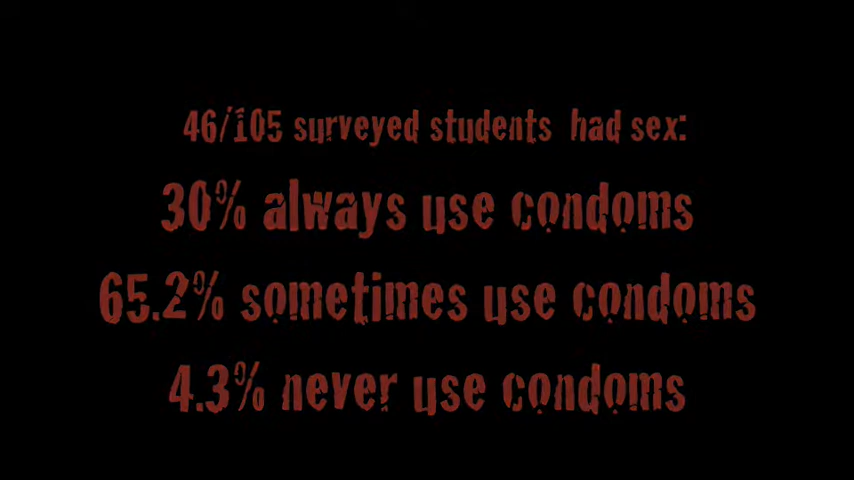 46/105 surveyed students had sex:
30% always use condoms
65.2% sometimes use condoms
4.3% never use condoms